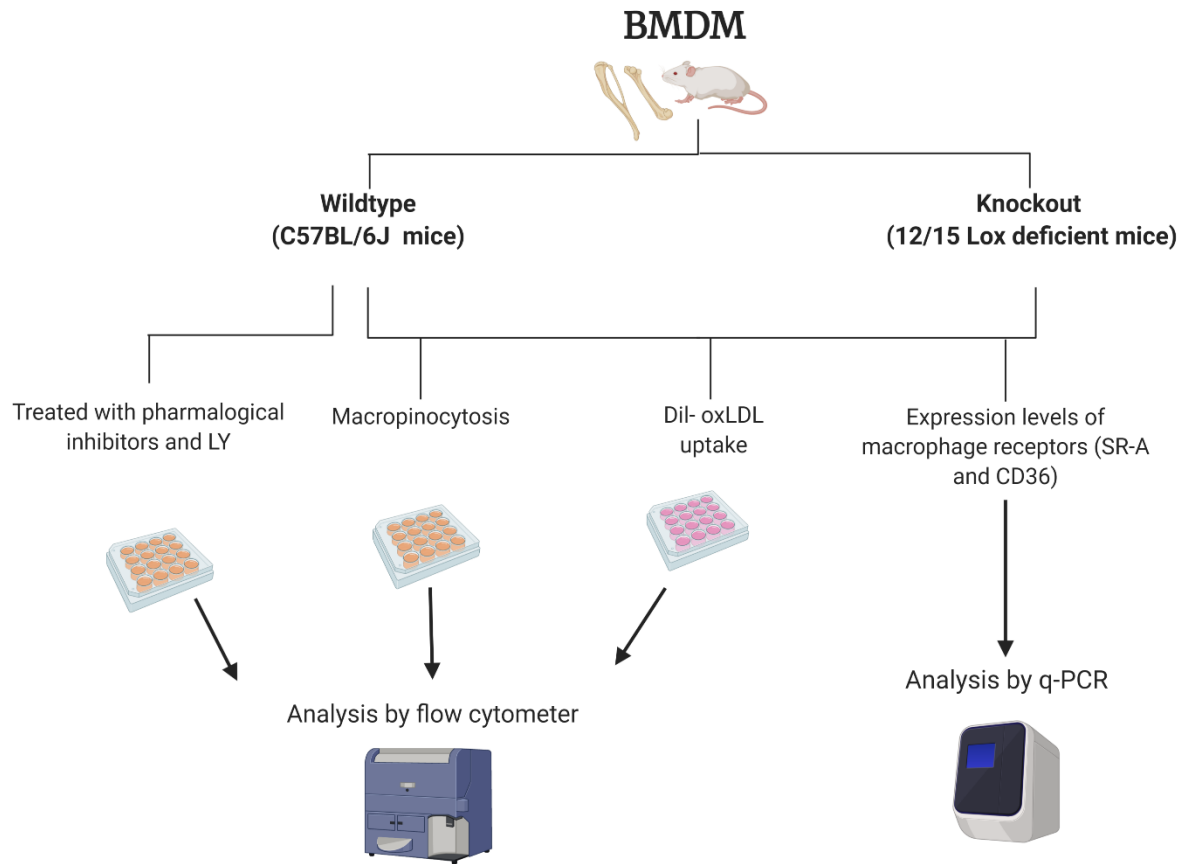 BMDM
Wildtype
(C57BL/6J mice)
Knockout
(12/15 Lox deficient mice)
Treated with pharmalogical
inhibitors and LY
Macropinocytosis
Dil- oxLDL
uptake
Expression levels of
macrophage receptors (SR-A
and CD36)
Analysis by flow cytometer
Analysis by q-PCR